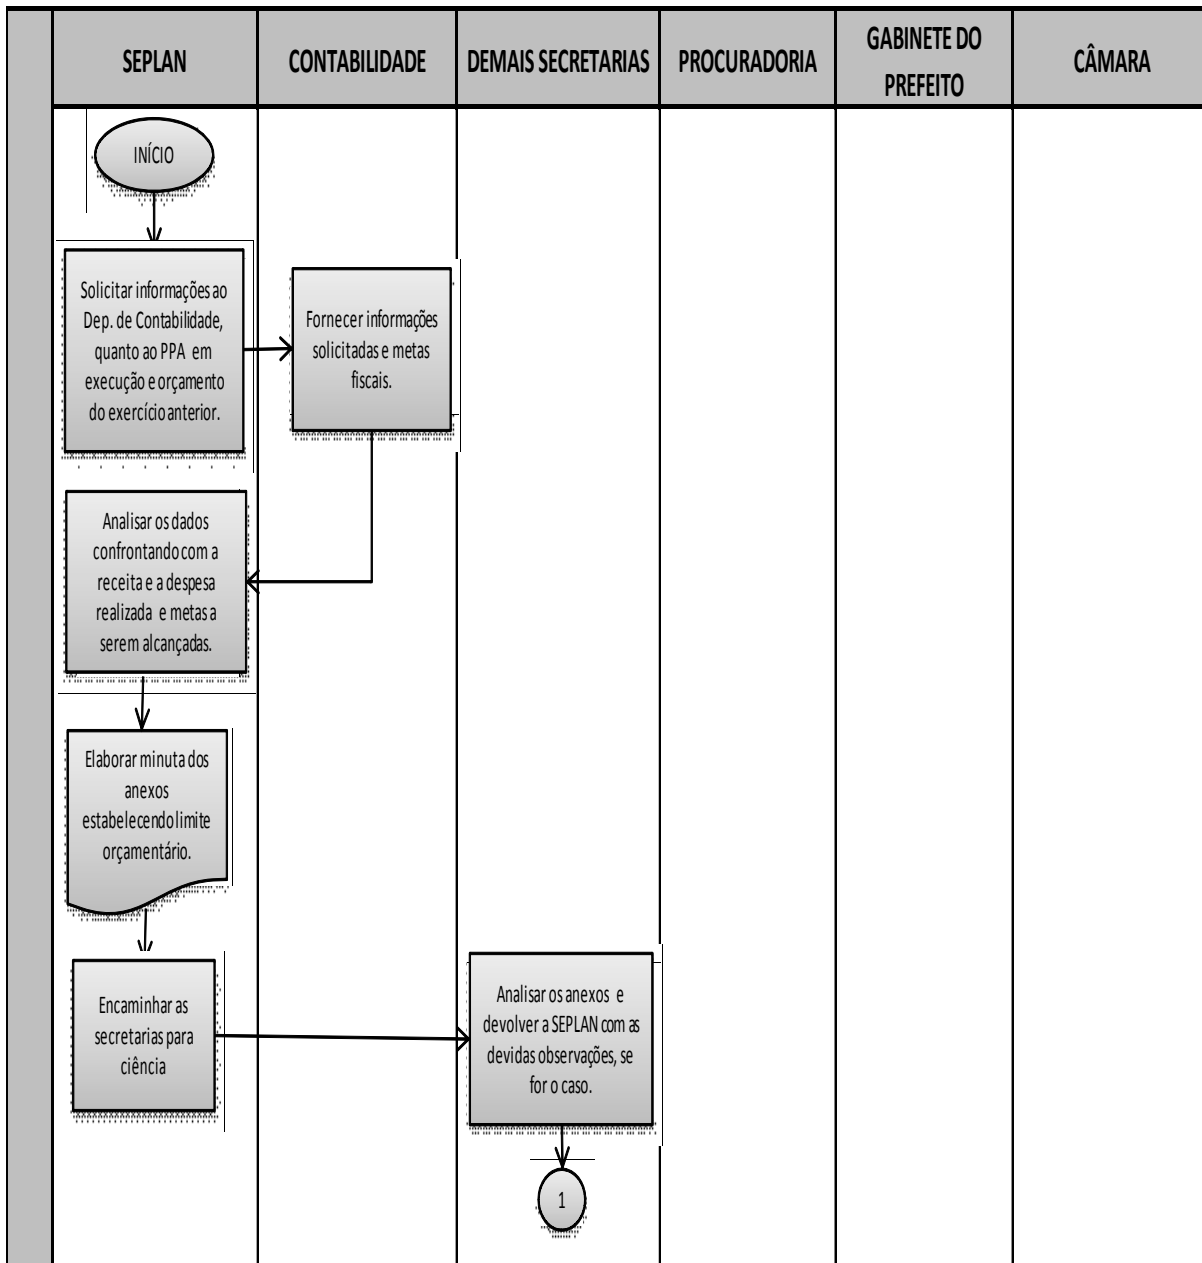 SEPLAN
CONTABILIDADE
DEMAIS SECRETARIAS
PROCURADORIA
GABINETE DO
PREFEITO
CÂMARA
INÍCIO
Solicitar informações ao
Dep. de Contabilidade,
quanto ao PPA em
execução e orçamento
do exercício anterior.
Fornecer informações
solicitadas e metas
fiscais.
Analisar os dados
confrontando com a
receita e a despesa
realizada e metas a
serem alcançadas.
Elaborar minuta dos
anexos
estabelecendo limite
orçamentário.
Encaminhar as
secretarias para
ciência
Analisar os anexos e
devolver a SEPLAN com as
devidas observações, se
for o caso.
1